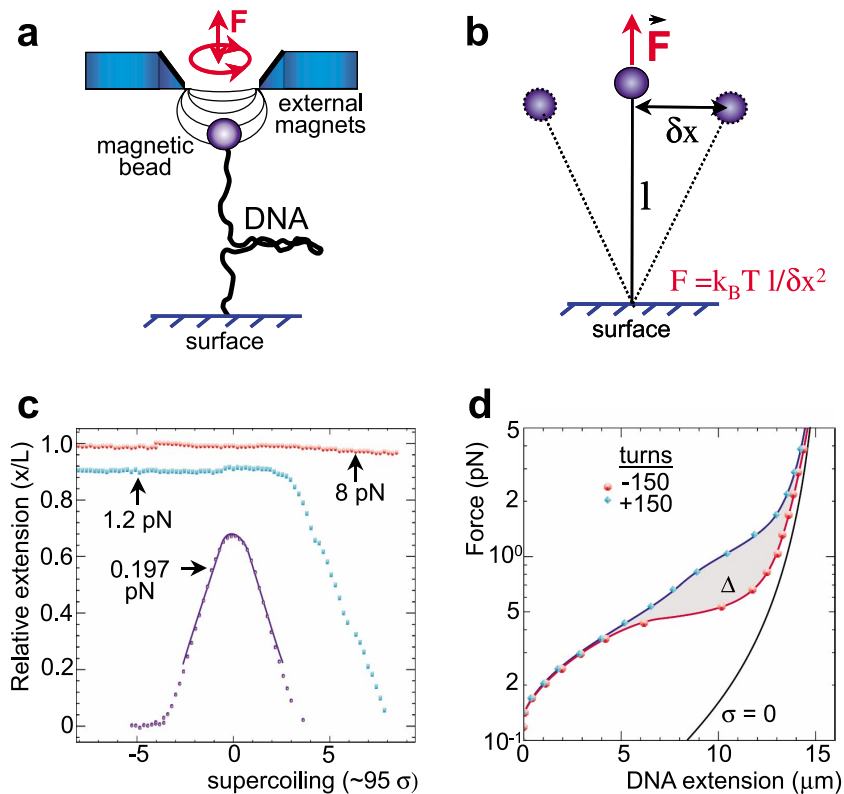 a
F
external
magnets
magnetic
bead
DNA
surface
b
F
δx
l
F =k_BT l/δx²
surface
c
Relative extension (x/L)
1.0
0.8
0.6
0.4
0.2
0
8 pN
1.2 pN
0.197
pN
-5
0
5
supercoiling (~95 σ)
d
Force (pN)
5
2
10⁰
5
2
10⁻¹
turns
-150
+150
Δ
σ = 0
0
5
10
15
DNA extension (μm)